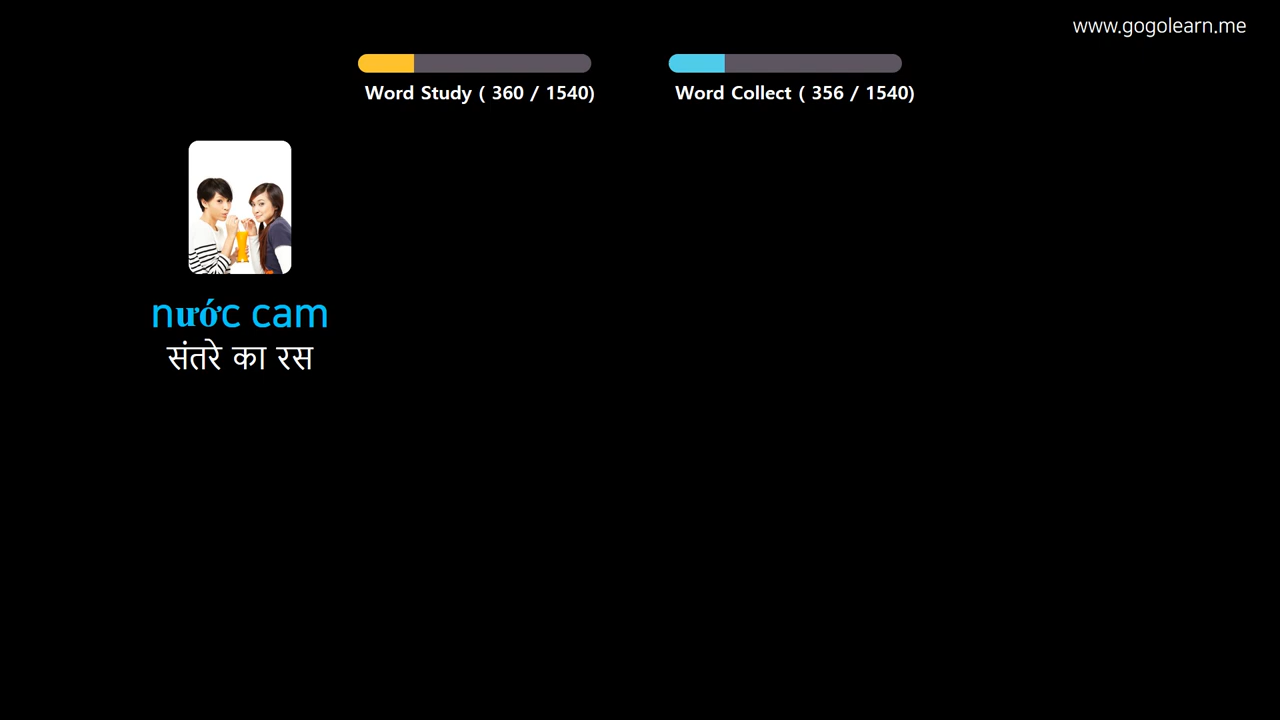 www.gogolearn.me
Word Study ( 360 / 1540)
Word Collect ( 356 / 1540)
nước cam
संतरे का रस